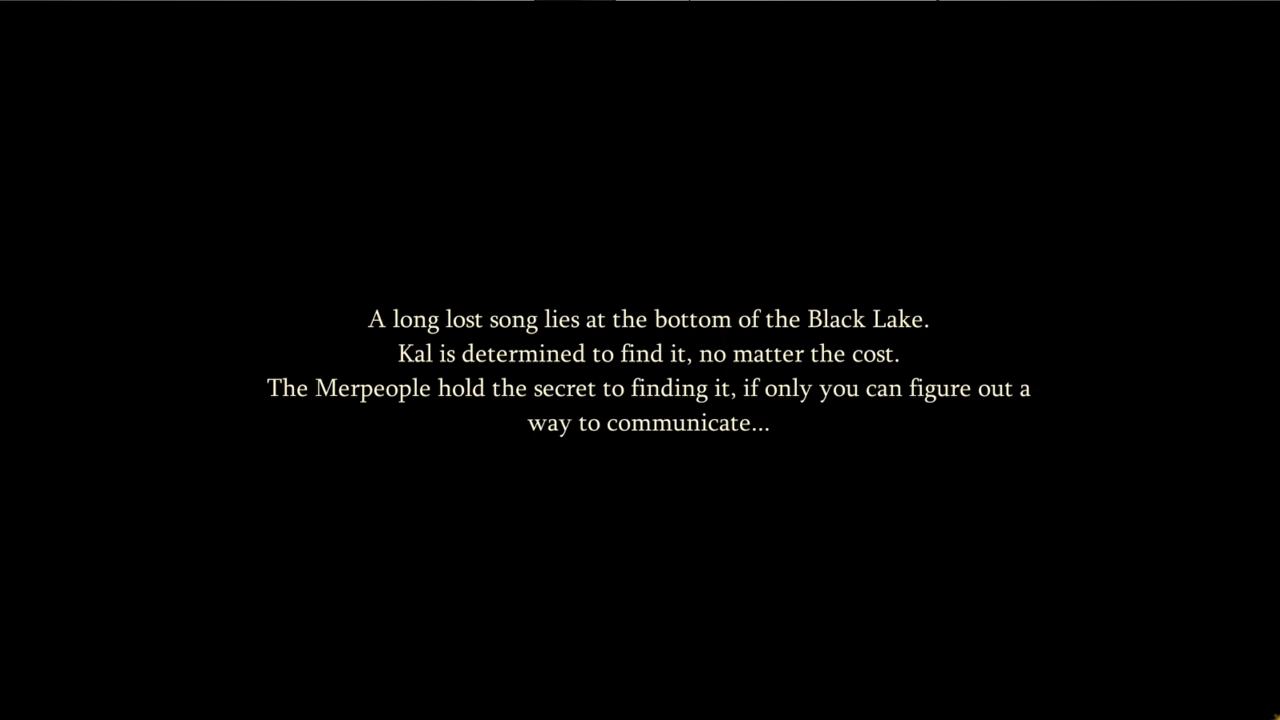 A long lost song lies at the bottom of the Black Lake.
Kal is determined to find it, no matter the cost.
The Merpeople hold the secret to finding it, if only you can figure out a
way to communicate...